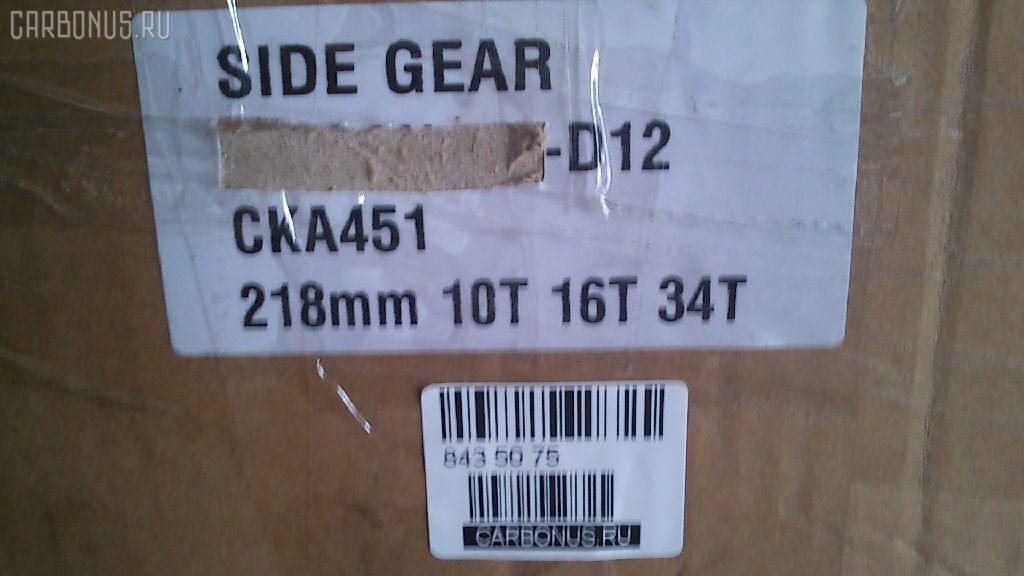 CARBONUS.RU
SIDE GEAR
-D12
CKA451
218mm 10T 16T 34T
843 50 75
CARBONUS.RU